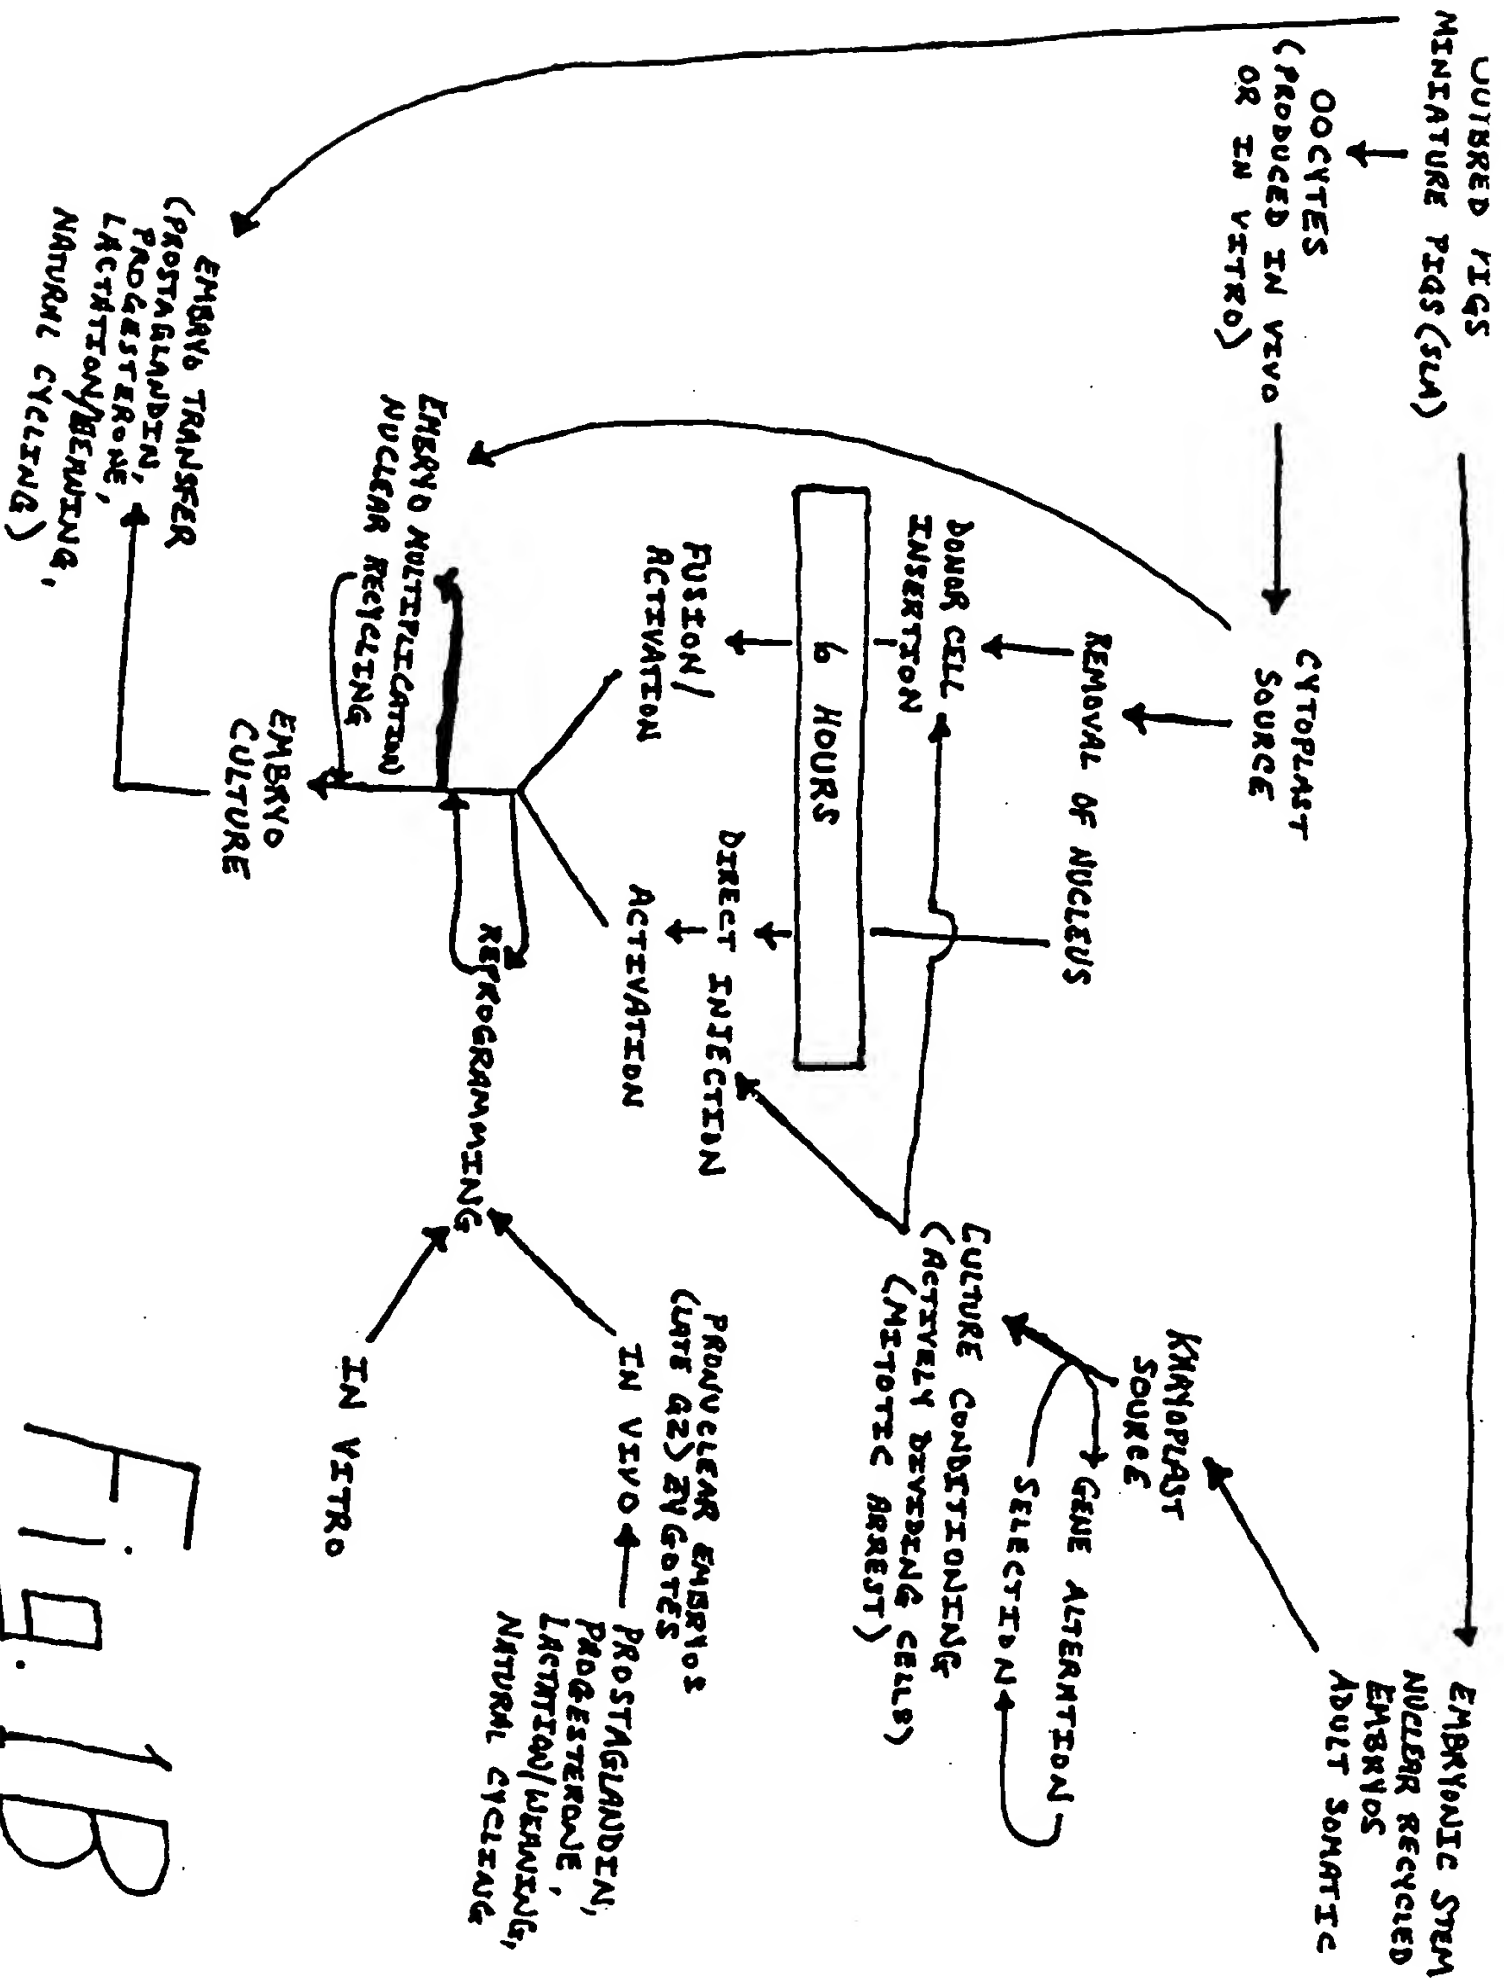 OUTBRED PIGS
MINIATURE PIGS (SLA)
EMBRYONIC STEM
NUCLEAR RECYCLED
EMBRYOS
ADULT SOMATIC
OOCYTES
(PRODUCED IN VIVO
OR IN VITRO)
CYTOPLAST
SOURCE
KARYOPLAST
SOURCE
GENE ALTERATION
SELECTION
REMOVAL OF NUCLEUS
CULTURE CONDITIONING
(ACTIVELY DIVIDING CELLS)
(MITOTIC ARREST)
DONOR CELL
INSERTION
6 HOURS
DIRECT INJECTION
FUSION/
ACTIVATION
ACTIVATION
PRONUCLEAR EMBRYOS
(LATE G2) ZYGOTES
IN VIVO
PROSTAGLANDIN,
PROGESTERONE,
LACTATION/WEANING,
NATURAL CYCLING
EMBRYO MULTIPLICATION
NUCLEAR RECYCLING
REPROGRAMMING
IN VITRO
EMBRYO
CULTURE
EMBRYO TRANSFER
(PROSTAGLANDIN,
PROGESTERONE,
LACTATION/WEANING,
NATURAL CYCLING)
Fig. 1B